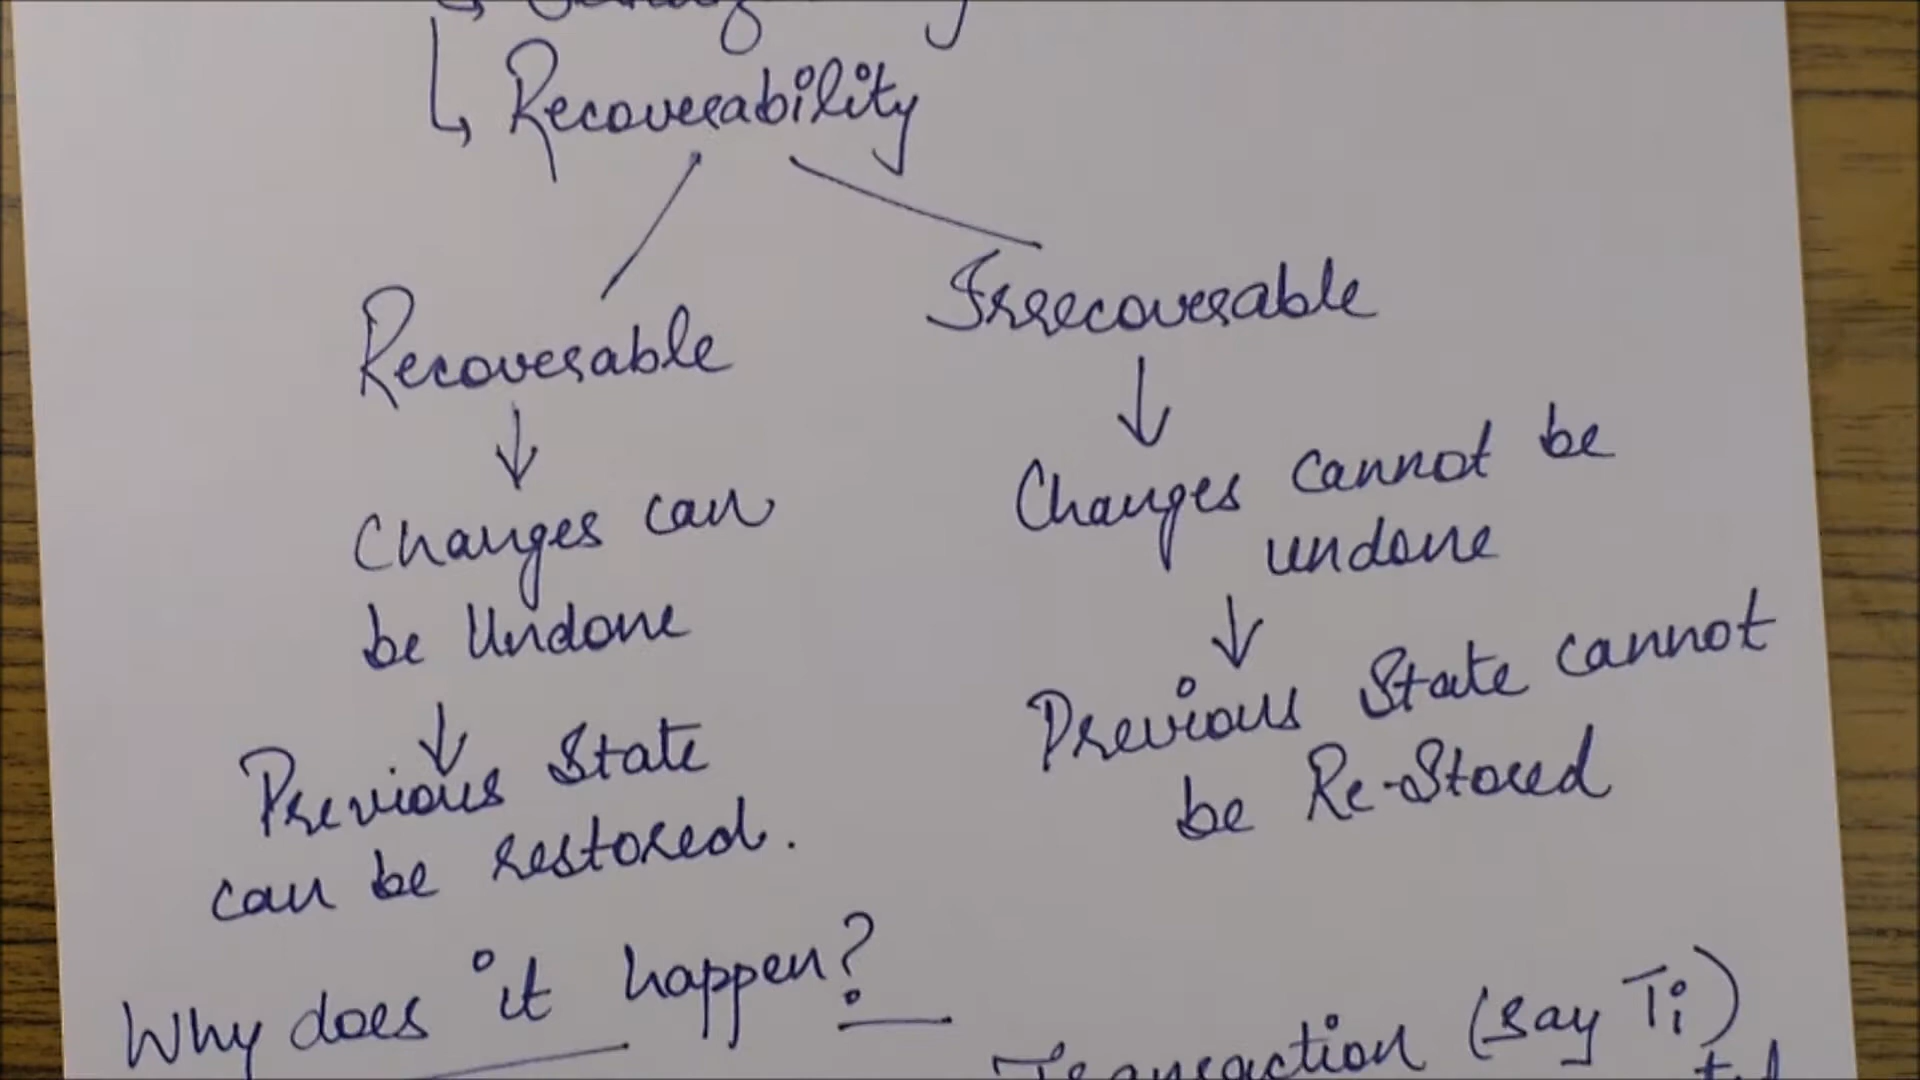 Recoverability
Recoverable
Irrecoverable
Changes can
be Undone
Previous State
can be restored.
Changes cannot be
undone
Previous State cannot
be Re-Stored
Why does it happen?
Transaction (say Ti)